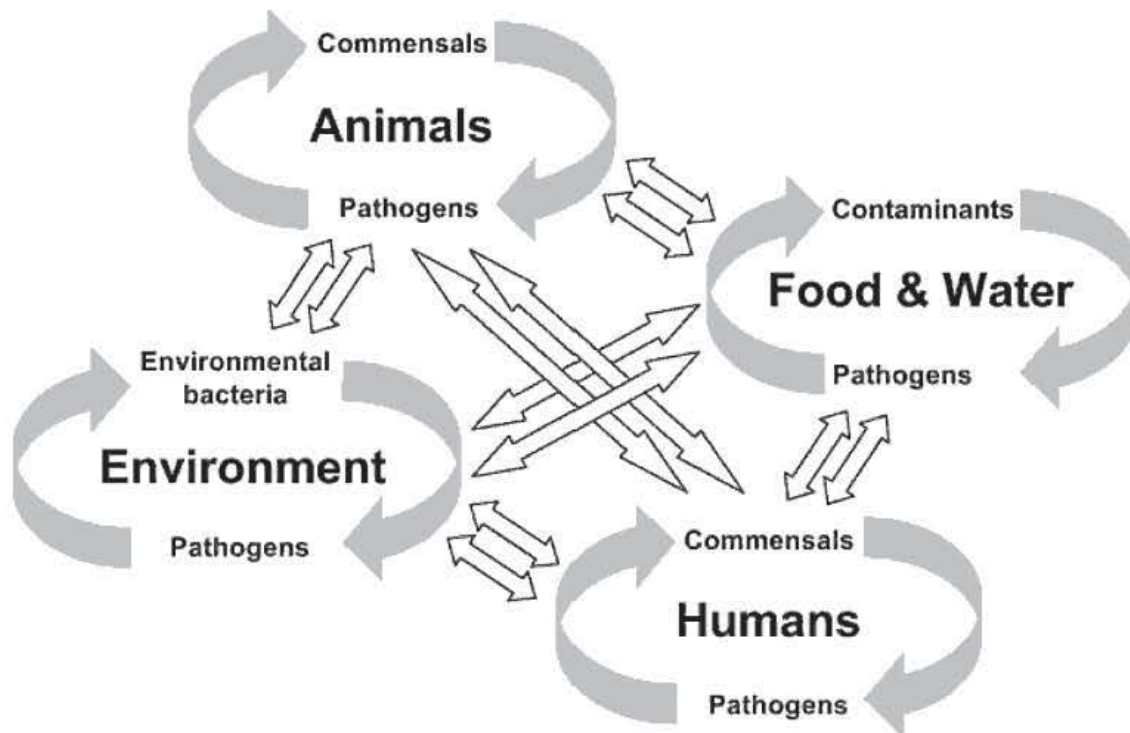 Commensals
Animals
Pathogens
Contaminants
Food & Water
Pathogens
Environmental
bacteria
Environment
Pathogens
Commensals
Humans
Pathogens